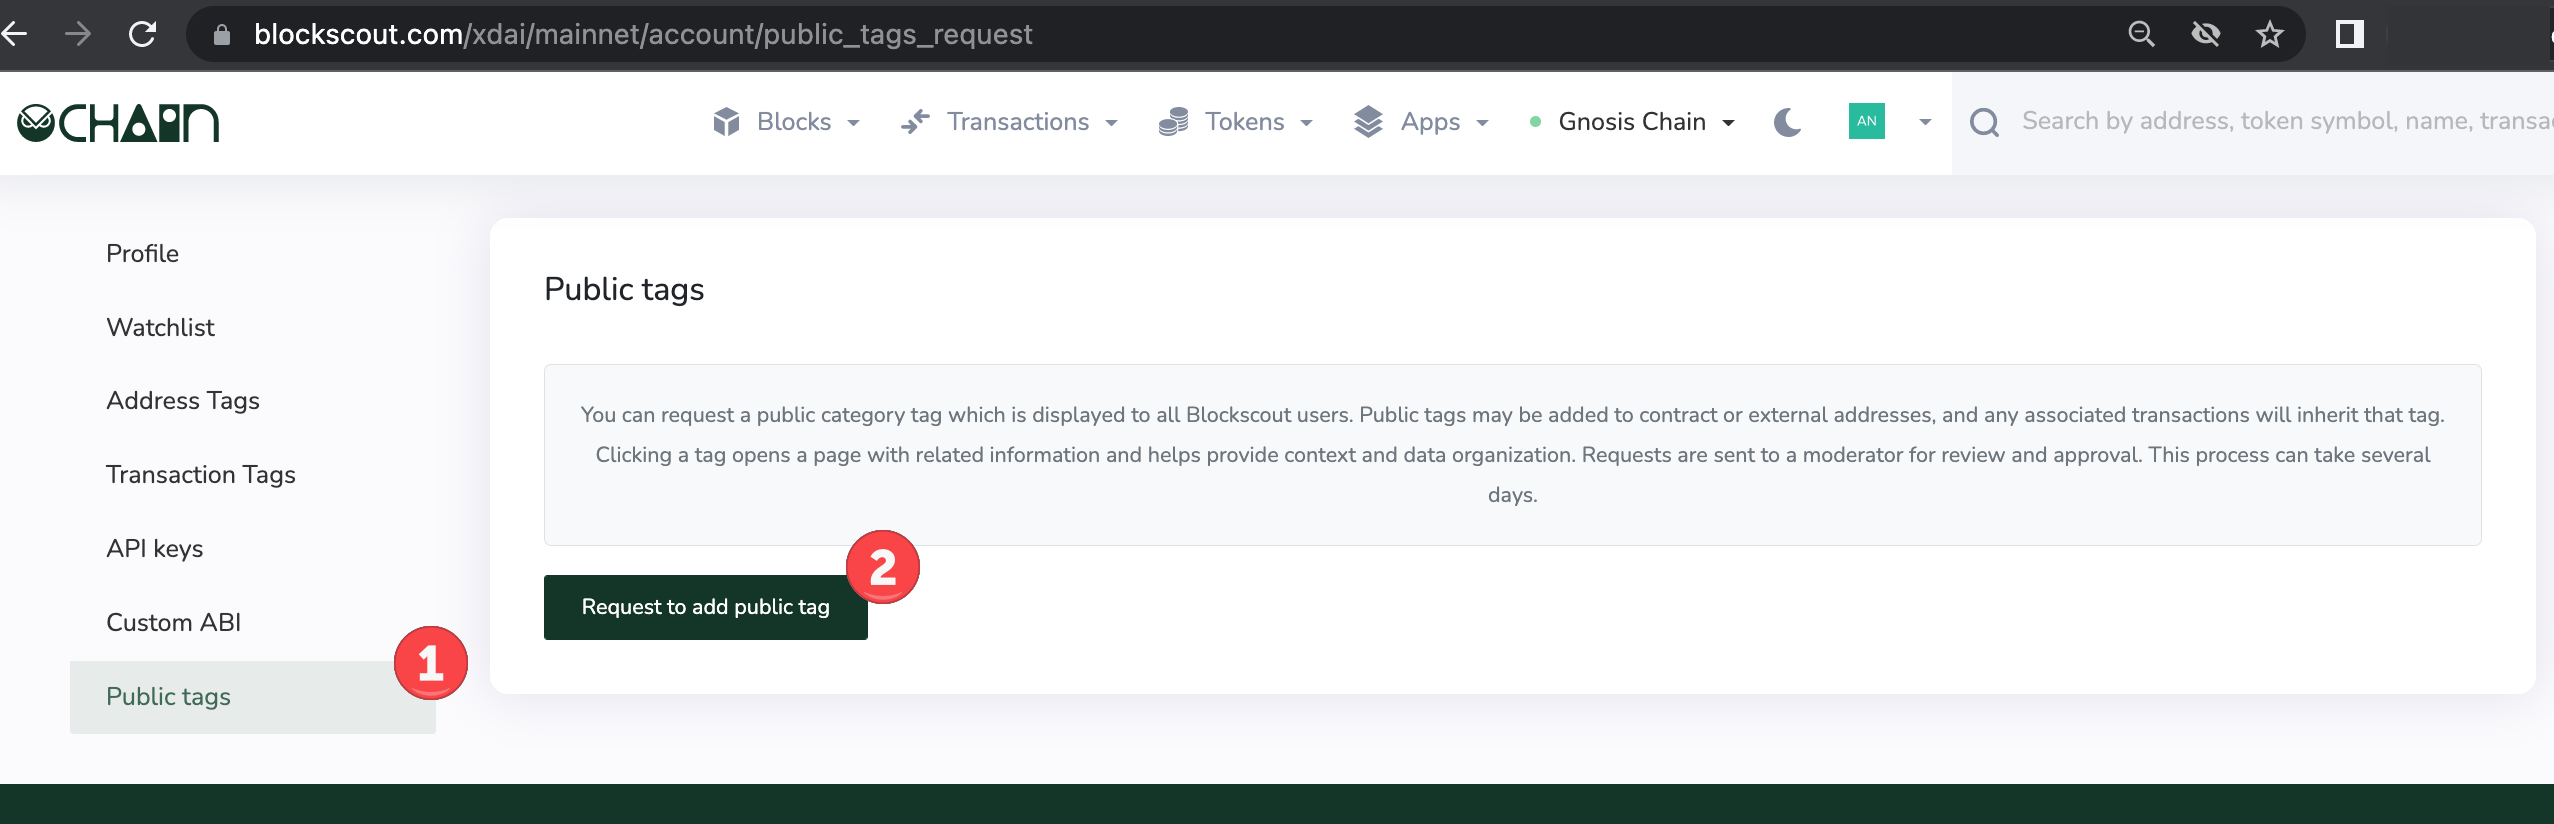 blockscout.com/xdai/mainnet/account/public_tags_request
CHAIN
Blocks
Transactions
Tokens
Apps
Gnosis Chain
AN
Search by address, token symbol, name, transac
Profile
Watchlist
Address Tags
Transaction Tags
API keys
Custom ABI
Public tags
1
Public tags
You can request a public category tag which is displayed to all Blockscout users. Public tags may be added to contract or external addresses, and any associated transactions will inherit that tag.
Clicking a tag opens a page with related information and helps provide context and data organization. Requests are sent to a moderator for review and approval. This process can take several
days.
2
Request to add public tag